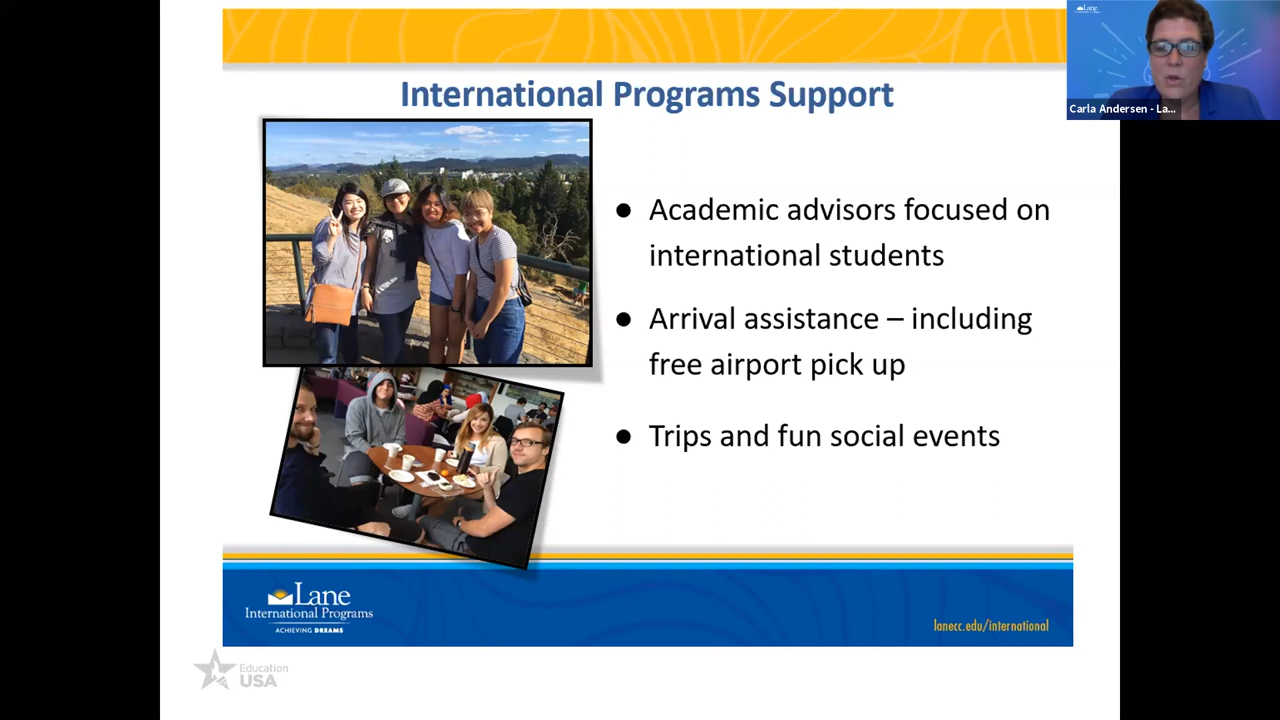 Lane
Carla Andersen - La...
International Programs Support
● Academic advisors focused on
international students
● Arrival assistance – including
free airport pick up
● Trips and fun social events
Lane
International Programs
ACHIEVING DREAMS
lanecc.edu/international
Education
USA